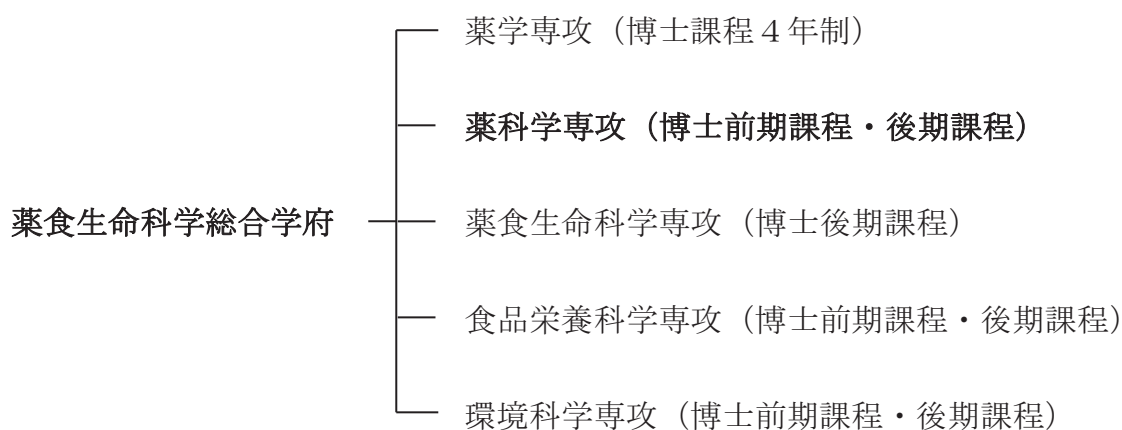 薬学専攻（博士課程４年制）
薬科学専攻（博士前期課程・後期課程）
薬食生命科学総合学府
薬食生命科学専攻（博士後期課程）
食品栄養科学専攻（博士前期課程・後期課程）
環境科学専攻（博士前期課程・後期課程）